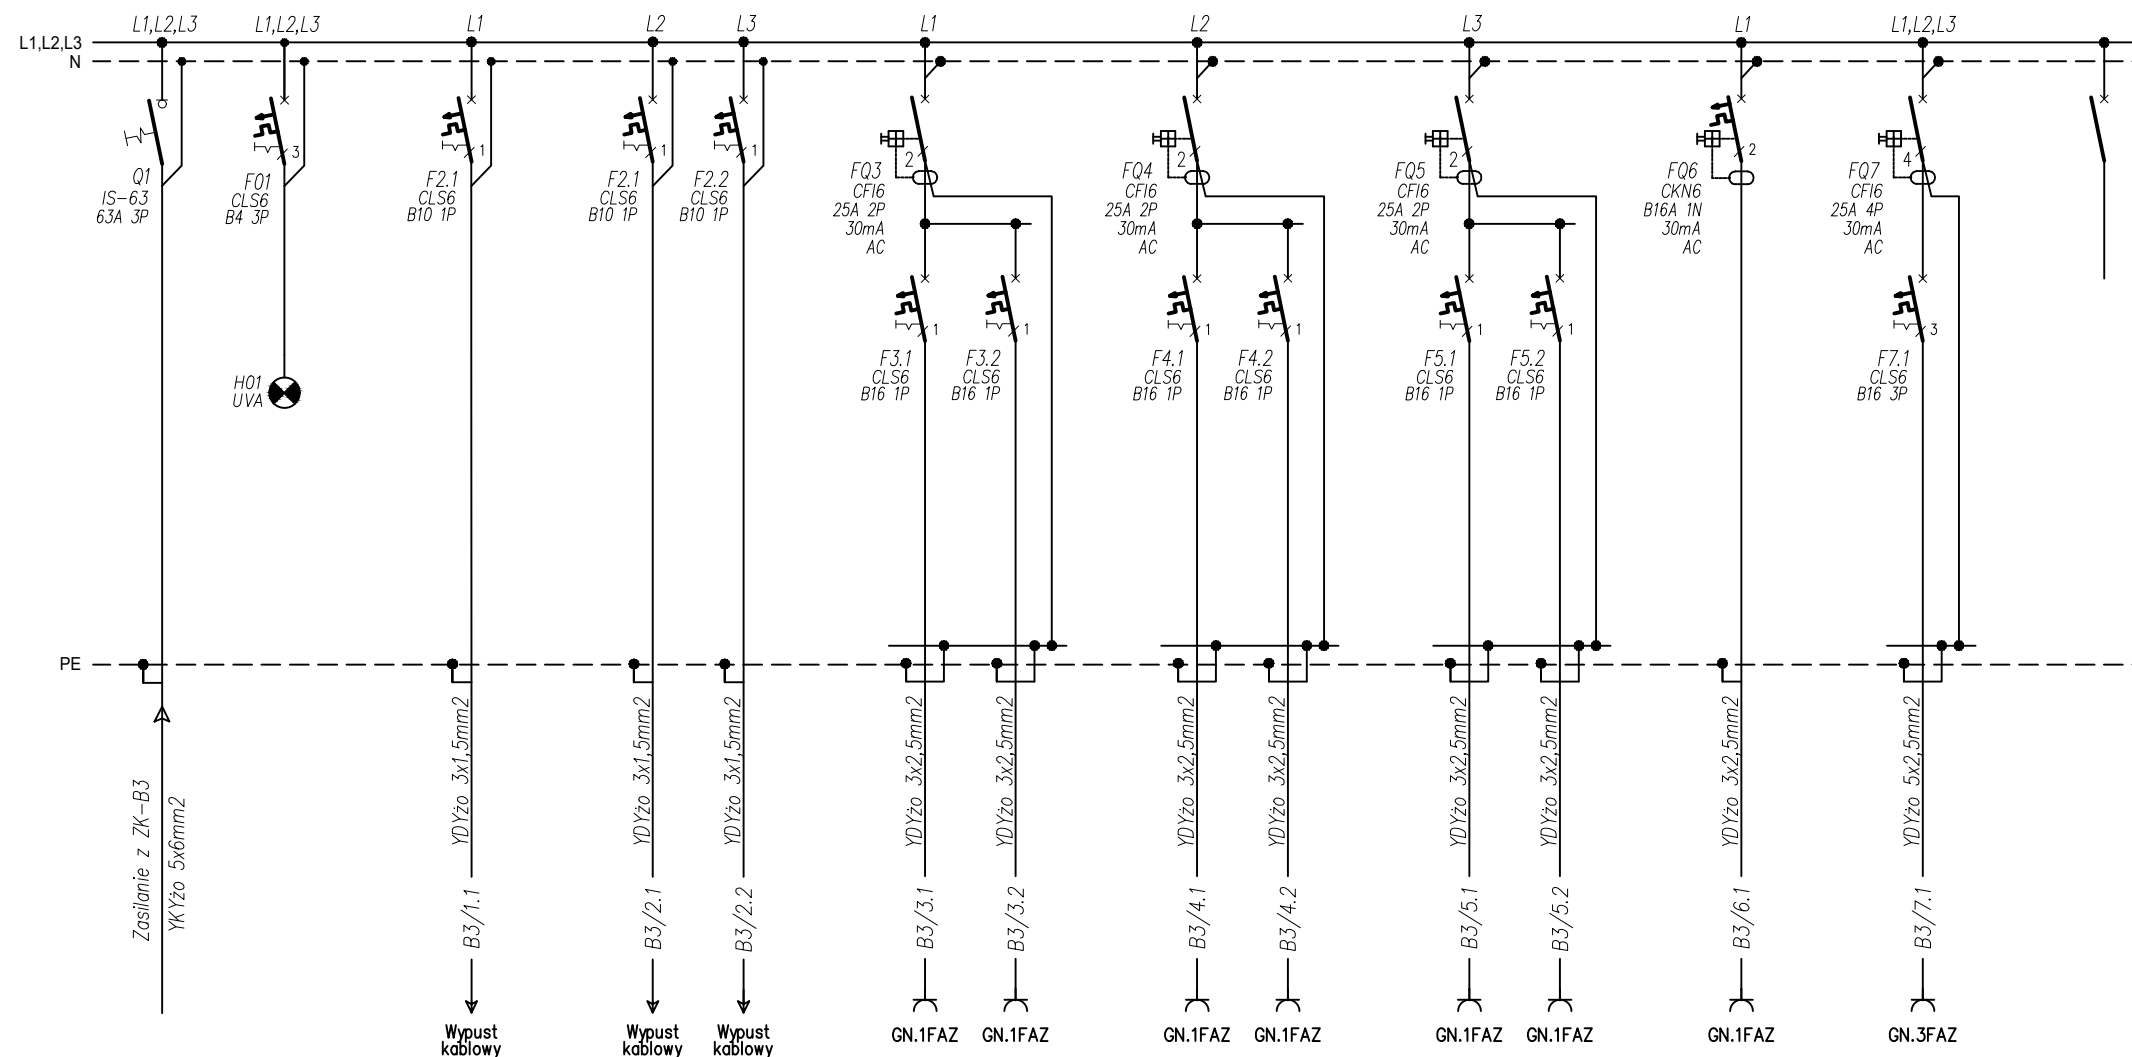 L1,L2,L3
L1,L2,L3
L1
L2
L3
L1
L2
L3
L1
L1,L2,L3
L1,L2,L3
N
Q1
IS-63
63A 3P
3
F01
CLS6
B4 3P
1
F2.1
CLS6
B10 1P
1
F2.1
CLS6
B10 1P
1
F2.2
CLS6
B10 1P
2
FQ3
CFI6
25A 2P
30mA
AC
2
FQ4
CFI6
25A 2P
30mA
AC
2
FQ5
CFI6
25A 2P
30mA
AC
2
FQ6
CKN6
B16A 1N
30mA
AC
4
FQ7
CFI6
25A 4P
30mA
AC
1
F3.1
CLS6
B16 1P
1
F3.2
CLS6
B16 1P
1
F4.1
CLS6
B16 1P
1
F4.2
CLS6
B16 1P
1
F5.1
CLS6
B16 1P
1
F5.2
CLS6
B16 1P
3
F7.1
CLS6
B16 3P
H01
UVA
PE
Zasilanie z ZK-B3
YKYżo 5x6mm2
YDYżo 3x1,5mm2
YDYżo 3x1,5mm2
YDYżo 3x1,5mm2
YDYżo 3x2,5mm2
YDYżo 3x2,5mm2
YDYżo 3x2,5mm2
YDYżo 3x2,5mm2
YDYżo 3x2,5mm2
YDYżo 3x2,5mm2
YDYżo 3x2,5mm2
YDYżo 5x2,5mm2
B3/1.1
B3/2.1
B3/2.2
B3/3.1
B3/3.2
B3/4.1
B3/4.2
B3/5.1
B3/5.2
B3/6.1
B3/7.1
Wypust
kablowy
Wypust
kablowy
Wypust
kablowy
GN.1FAZ
GN.1FAZ
GN.1FAZ
GN.1FAZ
GN.1FAZ
GN.1FAZ
GN.1FAZ
GN.3FAZ